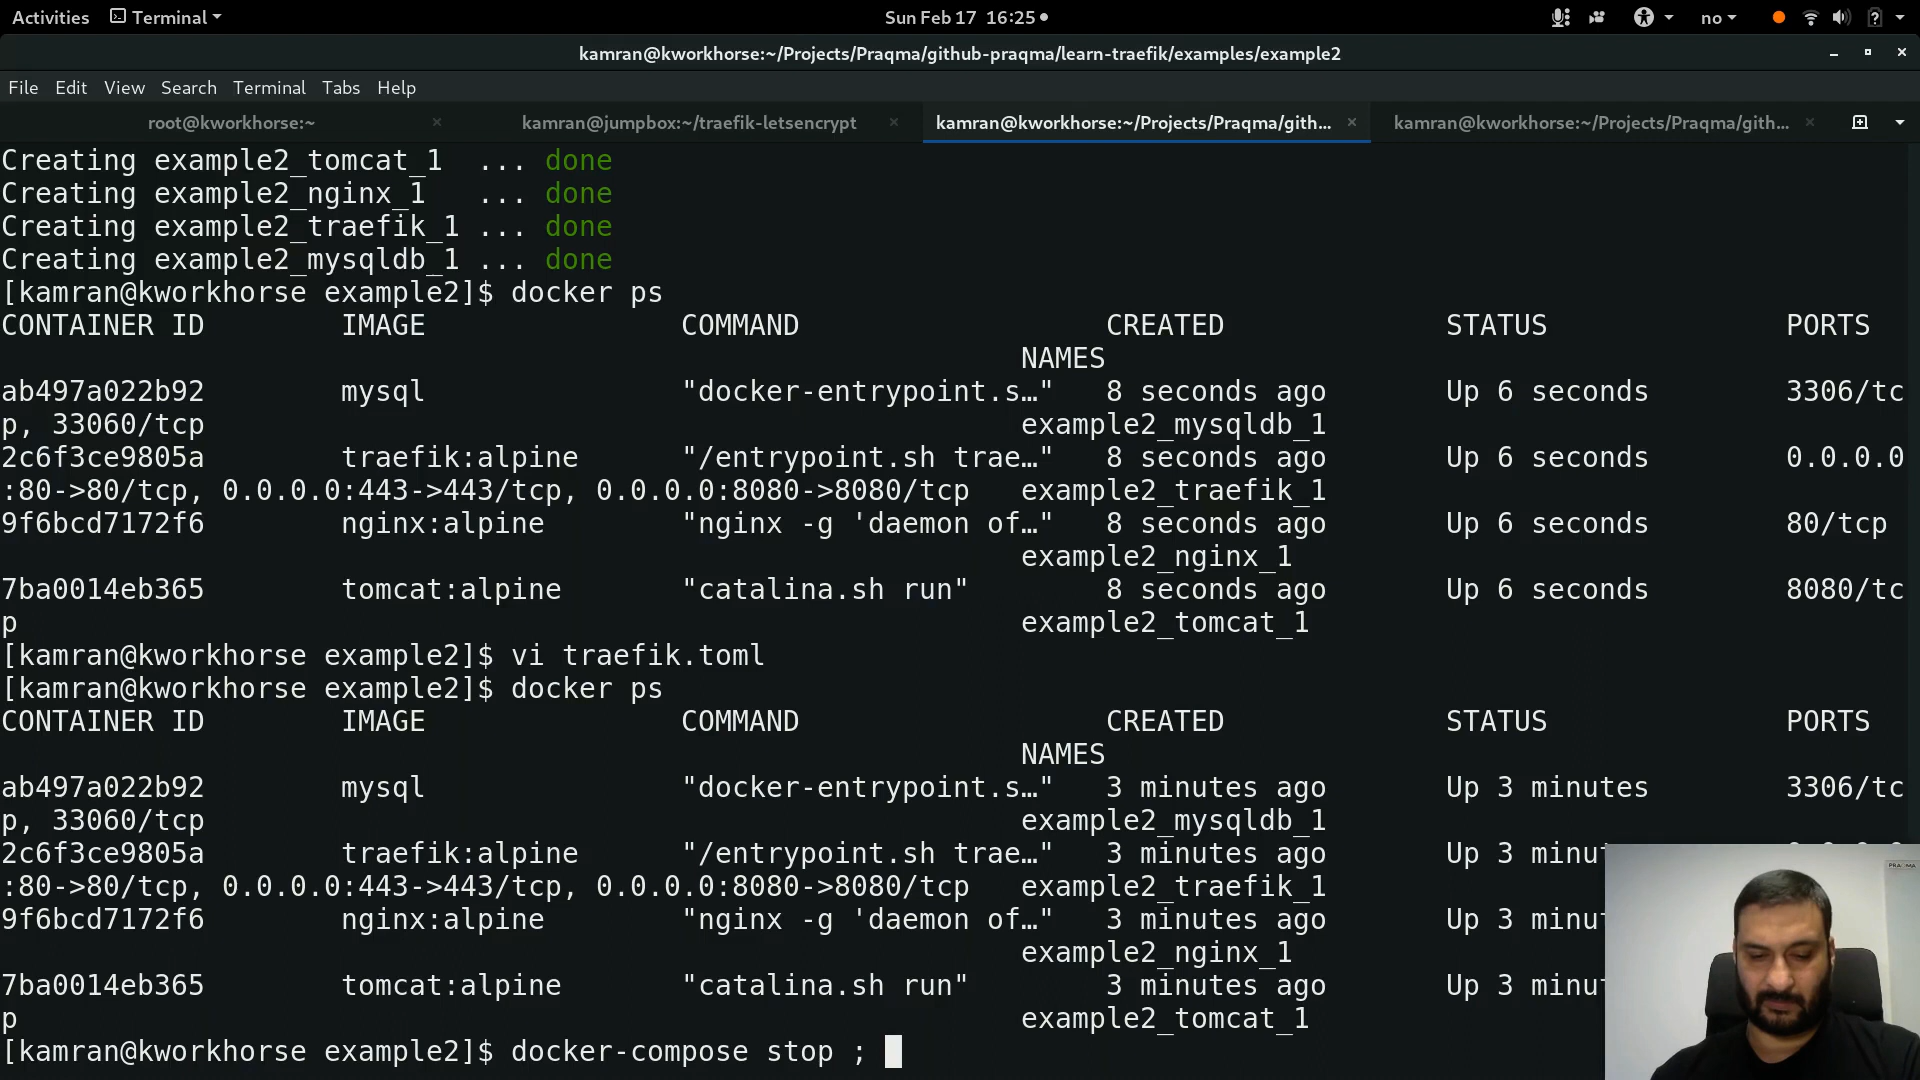 Activities Terminal Sun Feb 17 16:25 no
kamran@kworkhorse:~/Projects/Praqma/github-praqma/learn-traefik/examples/example2
File Edit View Search Terminal Tabs Help
root@kworkhorse:~ kamran@jumpbox:~/traefik-letsencrypt kamran@kworkhorse:~/Projects/Praqma/gith... kamran@kworkhorse:~/Projects/Praqma/gith...
Creating example2_tomcat_1 ... done
Creating example2_nginx_1 ... done
Creating example2_traefik_1 ... done
Creating example2_mysqldb_1 ... done
[kamran@kworkhorse example2]$ docker ps
CONTAINER ID IMAGE COMMAND CREATED STATUS PORTS
NAMES
ab497a022b92 mysql "docker-entrypoint.s…" 8 seconds ago Up 6 seconds 3306/tc
p, 33060/tcp example2_mysqldb_1
2c6f3ce9805a traefik:alpine "/entrypoint.sh trae…" 8 seconds ago Up 6 seconds 0.0.0.0
:80->80/tcp, 0.0.0.0:443->443/tcp, 0.0.0.0:8080->8080/tcp example2_traefik_1
9f6bcd7172f6 nginx:alpine "nginx -g 'daemon of…" 8 seconds ago Up 6 seconds 80/tcp
example2_nginx_1
7ba0014eb365 tomcat:alpine "catalina.sh run" 8 seconds ago Up 6 seconds 8080/tc
p example2_tomcat_1
[kamran@kworkhorse example2]$ vi traefik.toml
[kamran@kworkhorse example2]$ docker ps
CONTAINER ID IMAGE COMMAND CREATED STATUS PORTS
NAMES
ab497a022b92 mysql "docker-entrypoint.s…" 3 minutes ago Up 3 minutes 3306/tc
p, 33060/tcp example2_mysqldb_1
2c6f3ce9805a traefik:alpine "/entrypoint.sh trae…" 3 minutes ago Up 3 minut
:80->80/tcp, 0.0.0.0:443->443/tcp, 0.0.0.0:8080->8080/tcp example2_traefik_1
9f6bcd7172f6 nginx:alpine "nginx -g 'daemon of…" 3 minutes ago Up 3 minut
example2_nginx_1
7ba0014eb365 tomcat:alpine "catalina.sh run" 3 minutes ago Up 3 minut
p example2_tomcat_1
[kamran@kworkhorse example2]$ docker-compose stop ;